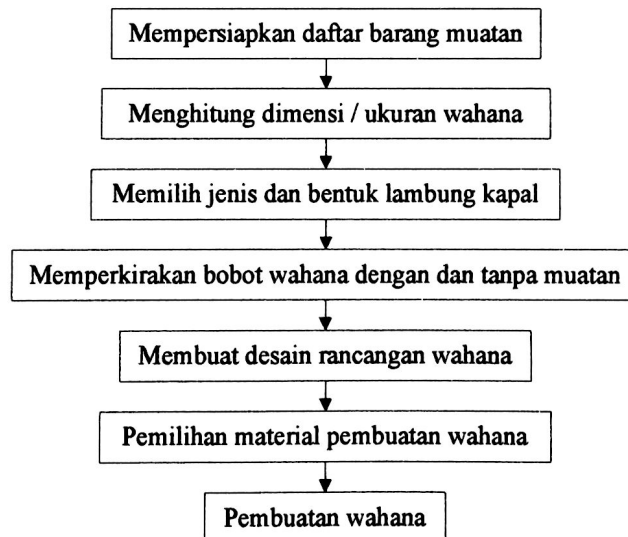 Mempersiapkan daftar barang muatan
Menghitung dimensi / ukuran wahana
Memilih jenis dan bentuk lambung kapal
Memperkirakan bobot wahana dengan dan tanpa muatan
Membuat desain rancangan wahana
Pemilihan material pembuatan wahana
Pembuatan wahana